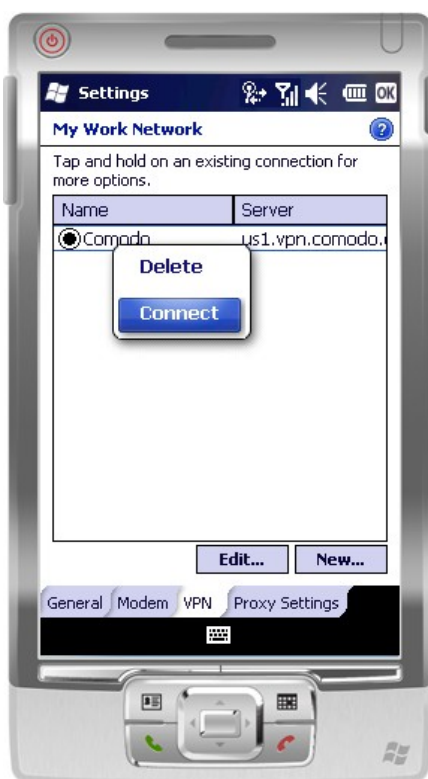 Settings
OK
My Work Network
?
Tap and hold on an existing connection for
more options.
Name Server
Comodo us1.vpn.comodo.
Delete
Connect
Edit... New...
General Modem VPN Proxy Settings